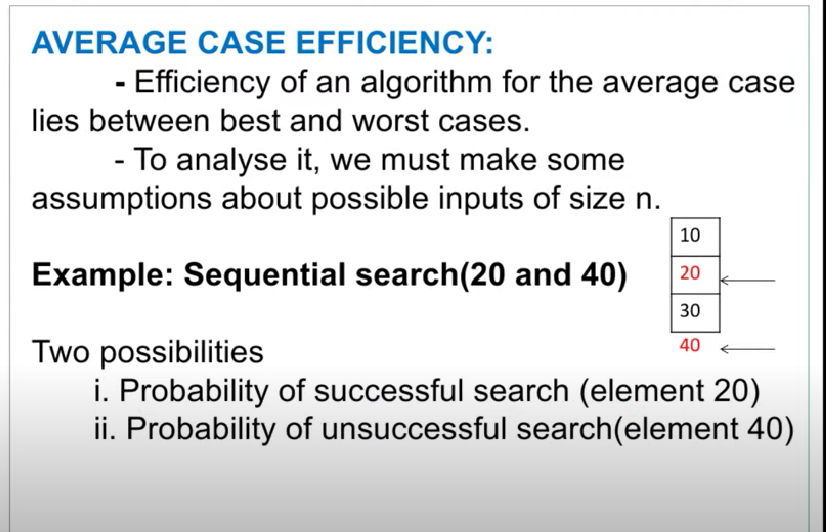 AVERAGE CASE EFFICIENCY:
- Efficiency of an algorithm for the average case
lies between best and worst cases.
- To analyse it, we must make some
assumptions about possible inputs of size n.
Example: Sequential search(20 and 40)
10
20
30
40
Two possibilities
i. Probability of successful search (element 20)
ii. Probability of unsuccessful search(element 40)